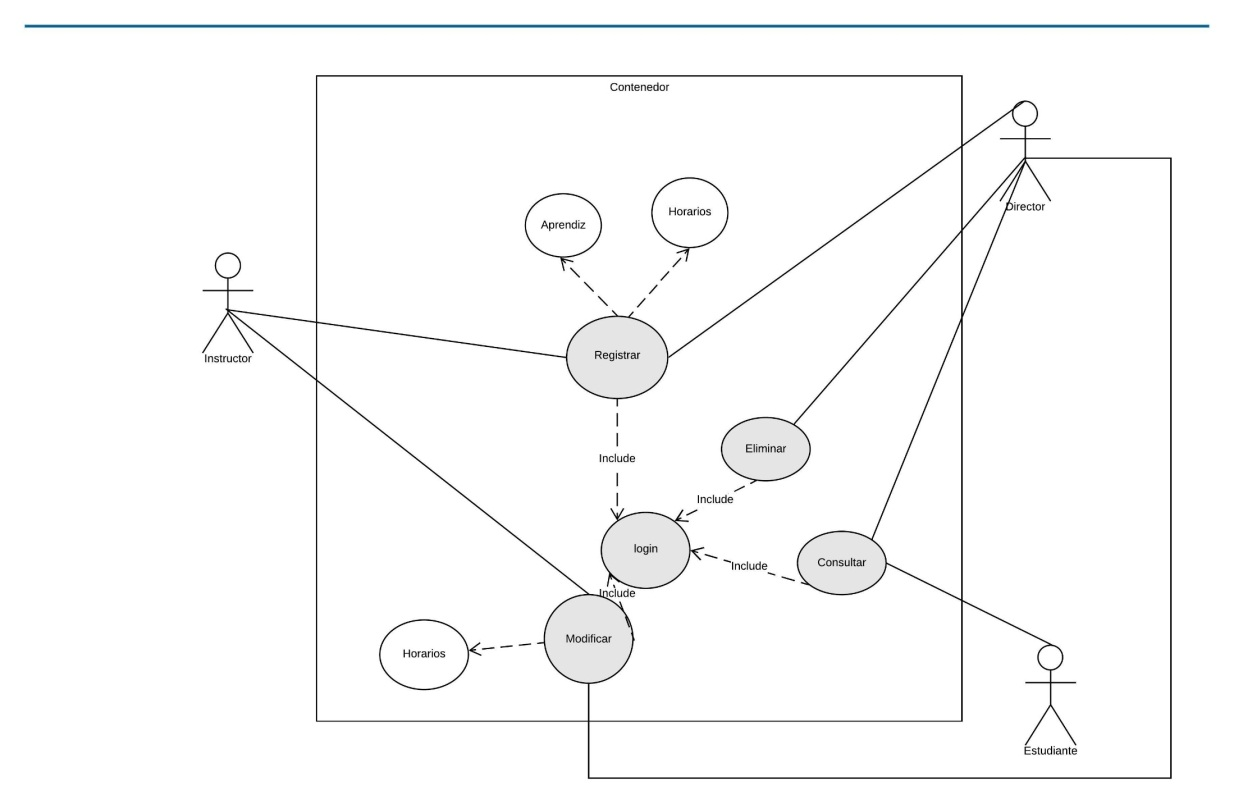 Contenedor
Director
Aprendiz
Horarios
Instructor
Registrar
Eliminar
Include
Include
login
Include
Consultar
Include
Modificar
Horarios
Estudiante